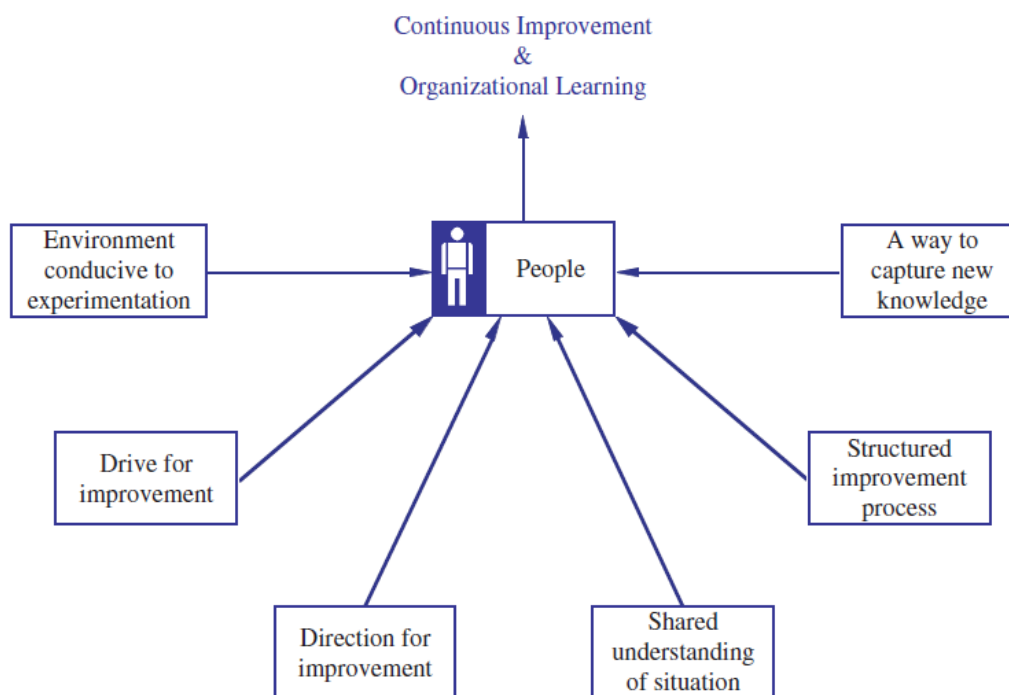 Continuous Improvement
&
Organizational Learning
Environment
conducive to
experimentation
People
A way to
capture new
knowledge
Drive for
improvement
Structured
improvement
process
Direction for
improvement
Shared
understanding
of situation